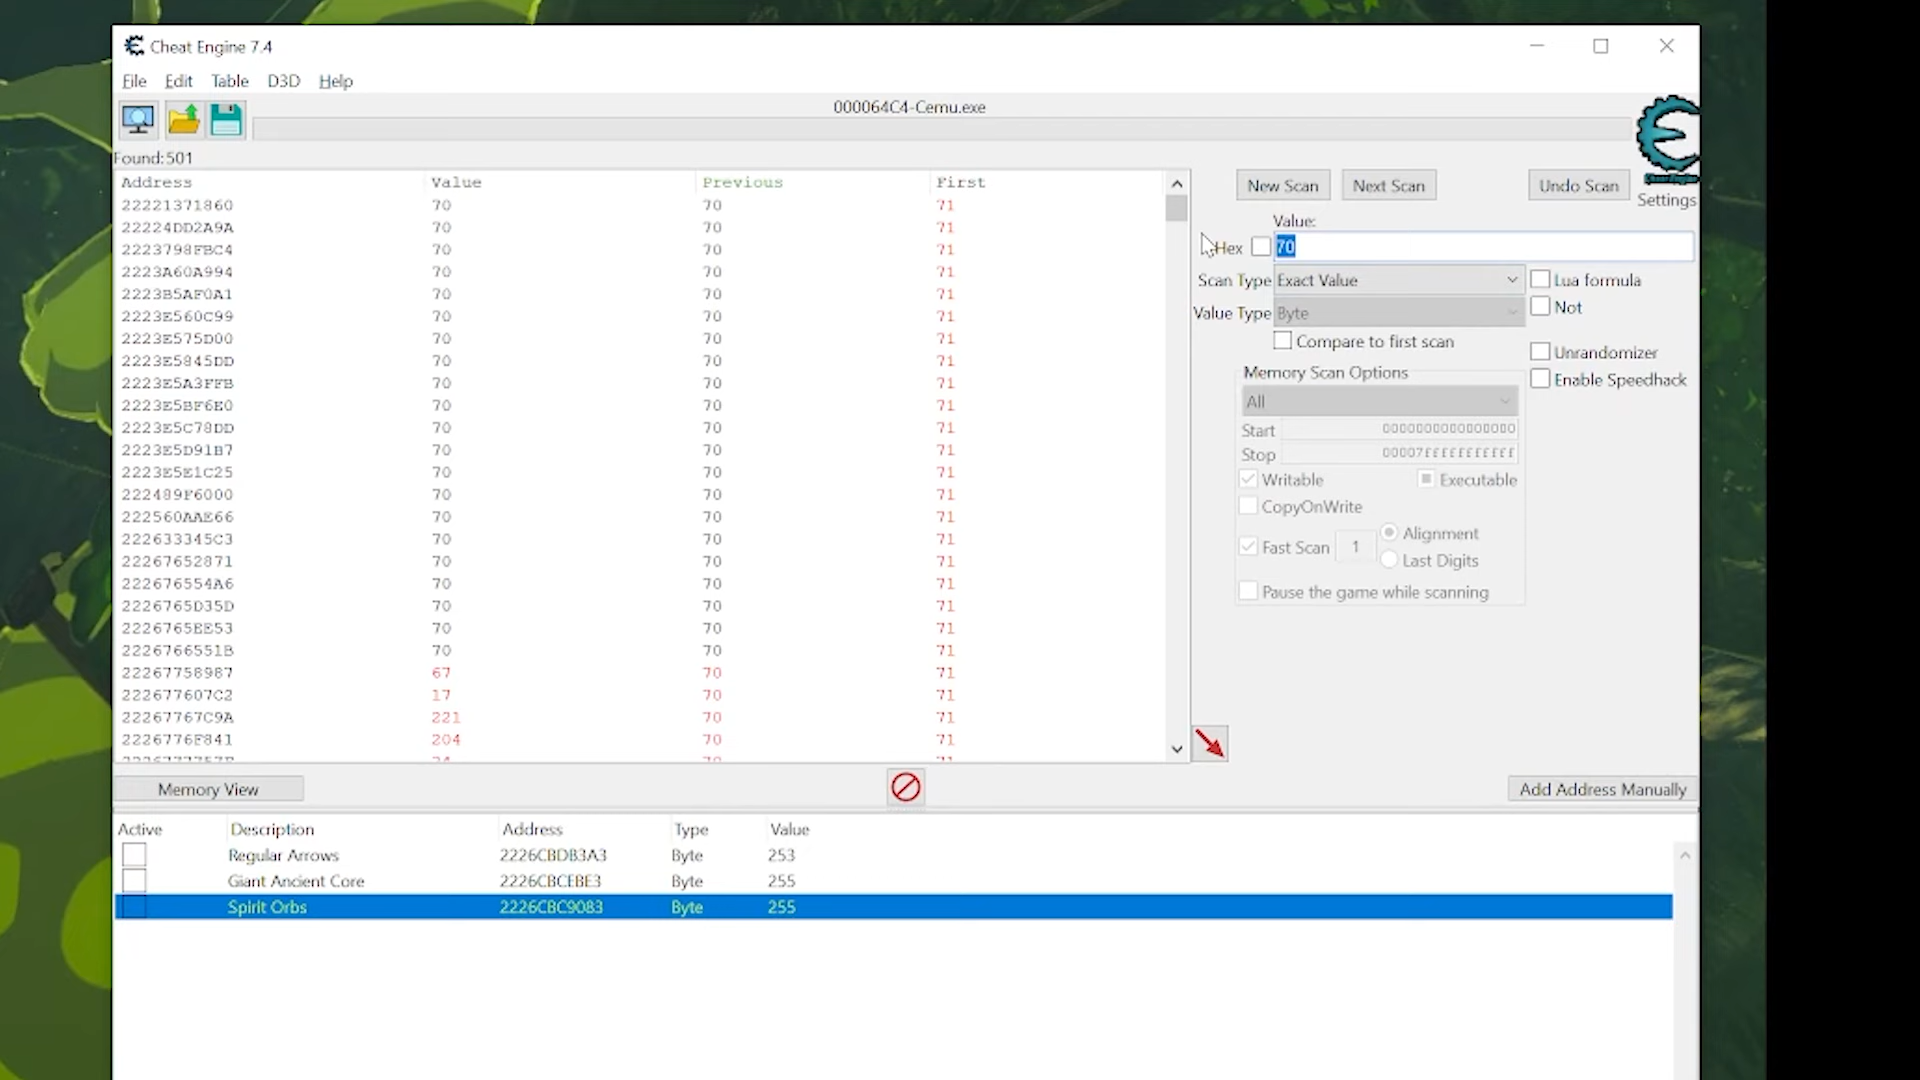 Cheat Engine 7.4
File Edit Table D3D Help
000064C4-Cemu.exe
Found:501
Address Value Previous First
22221371860 70 70 71
22224DD2A9A 70 70 71
2223798FBC4 70 70 71
2223A60A994 70 70 71
2223B5AF0A1 70 70 71
2223E560C99 70 70 71
2223E575D00 70 70 71
2223E5845DD 70 70 71
2223E5A3FFB 70 70 71
2223E5BF6E0 70 70 71
2223E5C78DD 70 70 71
2223E5D91B7 70 70 71
2223E5E1C25 70 70 71
222489F6000 70 70 71
222560AAE66 70 70 71
222633345C3 70 70 71
22267652871 70 70 71
222676554A6 70 70 71
2226765D35D 70 70 71
2226765BE53 70 70 71
2226766551B 70 70 71
22267758987 67 70 71
222677607C2 17 70 71
22267767C9A 221 70 71
2226776F841 204 70 71
New Scan Next Scan Undo Scan
Cheat Engine
Settings
Value:
Hex 70
Scan Type Exact Value Lua formula
Value Type Byte Not
Compare to first scan
Unrandomizer
Memory Scan Options
Enable Speedhack
All
Start 0000000000000000
Stop 00007fffffffffff
Writable Executable
CopyOnWrite
Fast Scan 1 Alignment
Last Digits
Pause the game while scanning
Memory View Add Address Manually
Active Description Address Type Value
Regular Arrows 2226CBDB3A3 Byte 253
Giant Ancient Core 2226CBCEBE3 Byte 255
Spirit Orbs 2226CBC9083 Byte 255